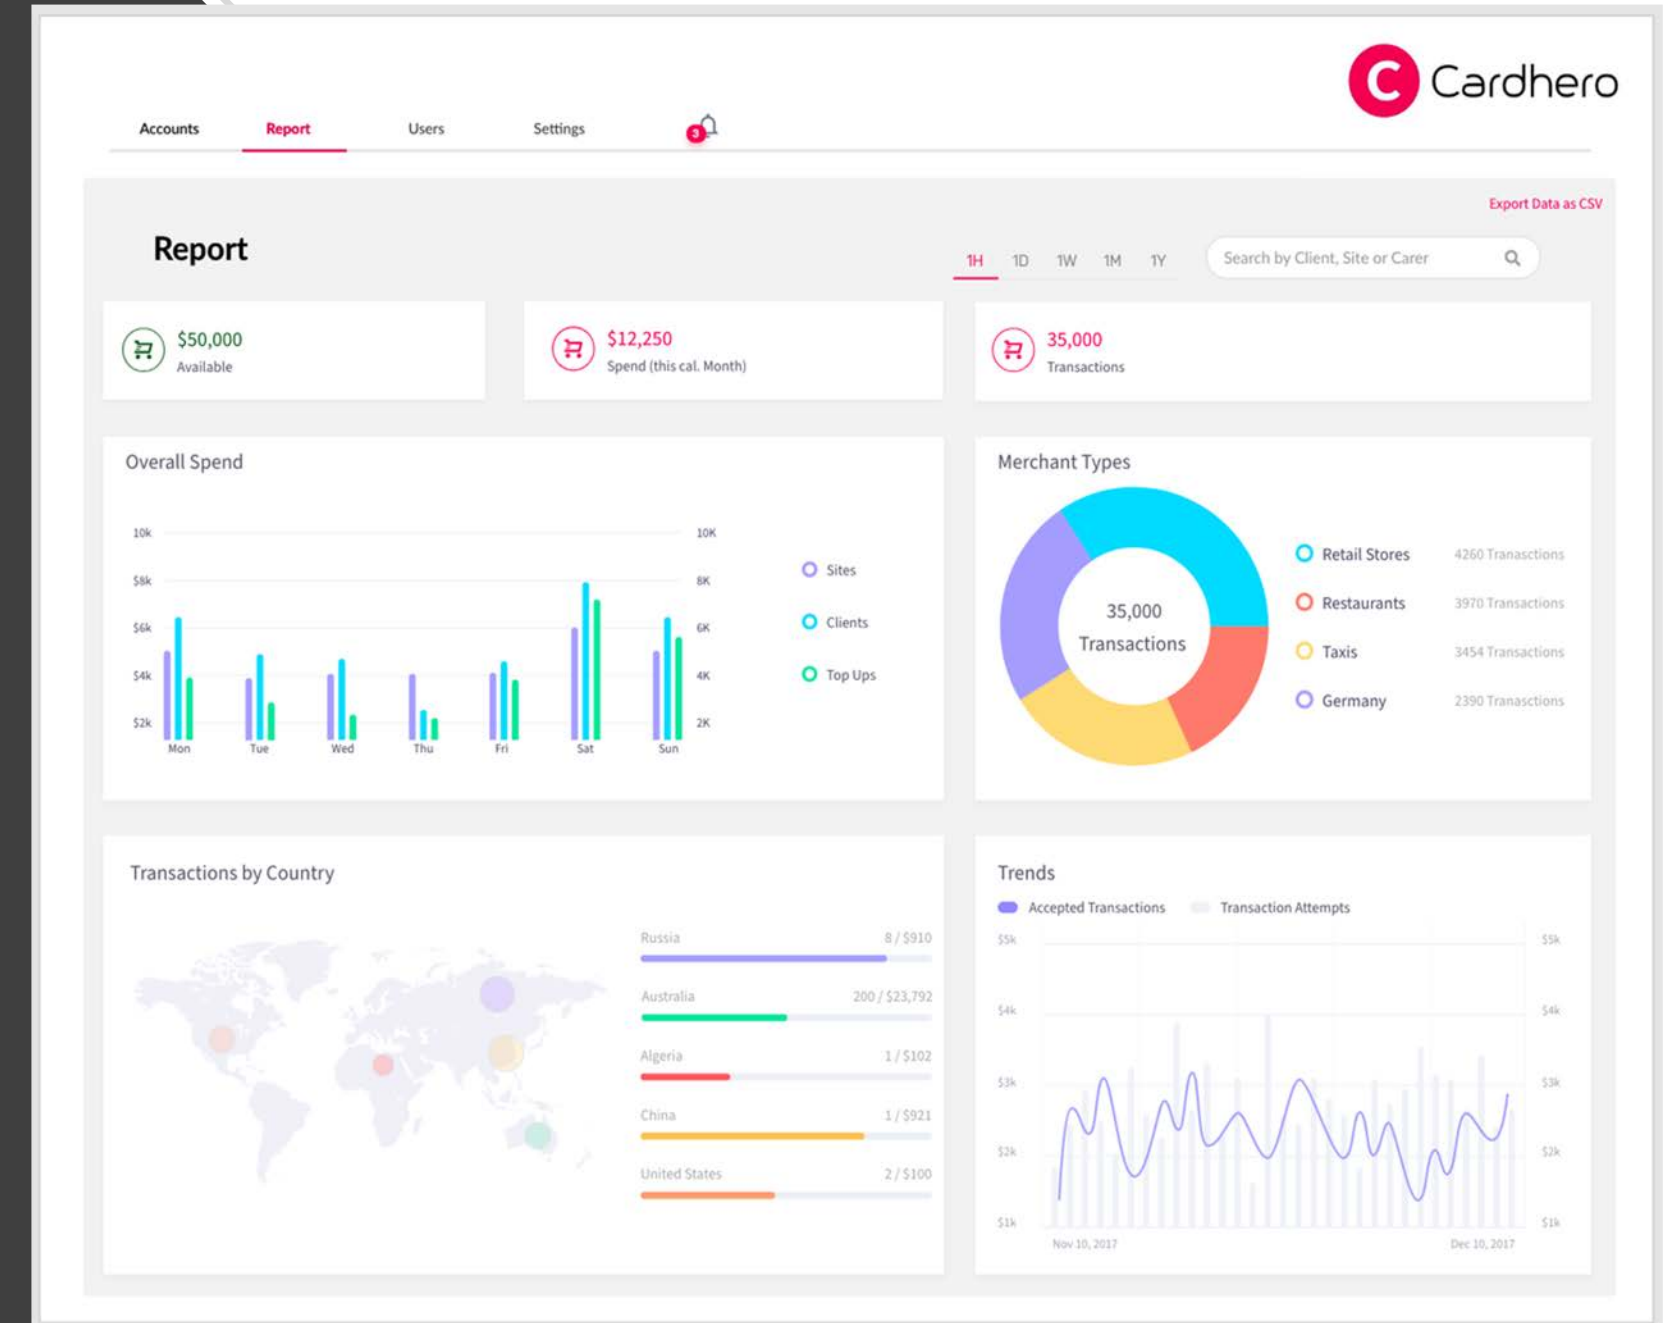 C Cardhero
Accounts Report Users Settings 3
Export Data as CSV
Report
1H 1D 1W 1M 1Y
Search by Client, Site or Carer
$50,000
Available
$12,250
Spend (this cal. Month)
35,000
Transactions
Overall Spend
10k 10K
$8k 8K
$6k 6K
$4k 4K
$2k 2K
Mon Tue Wed Thu Fri Sat Sun
Sites
Clients
Top Ups
Merchant Types
35,000
Transactions
Retail Stores 4260 Tranasctions
Restaurants 3970 Transactions
Taxis 3454 Transactions
Germany 2390 Tranasctions
Transactions by Country
Russia 8 / $910
Australia 200 / $23,792
Algeria 1 / $102
China 1 / $921
United States 2 / $100
Trends
Accepted Transactions Transaction Attempts
$5k $5k
$4k $4k
$3k $3k
$2k $2k
$1k $1k
Nov 10, 2017 Dec 10, 2017